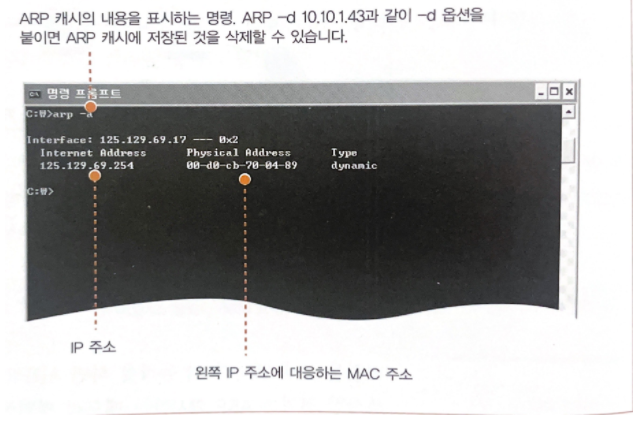 ARP 캐시의 내용을 표시하는 명령. ARP -d 10.10.1.43과 같이 -d 옵션을
붙이면 ARP 캐시에 저장된 것을 삭제할 수 있습니다.
명령 프롬프트
C:₩>arp -a
Interface: 125.129.69.17 --- 0x2
Internet Address Physical Address Type
125.129.69.254 00-d0-cb-70-04-89 dynamic
C:₩>
IP 주소
왼쪽 IP 주소에 대응하는 MAC 주소